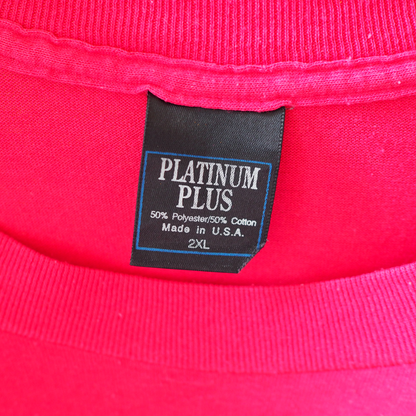 PLATINUM
PLUS
50% Polyester/50% Cotton
Made in U.S.A.
2XL